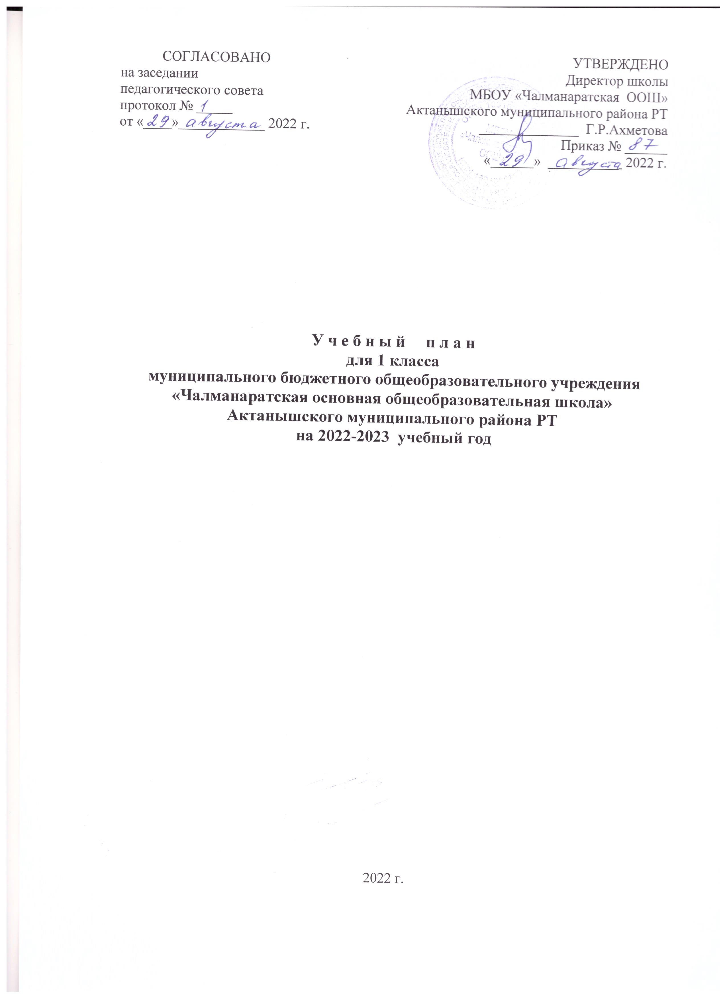 СОГЛАСОВАНО
на заседании
педагогического совета
протокол № 1
от «29» августа 2022 г.
УТВЕРЖДЕНО
Директор школы
МБОУ «Чалманаратская ООШ»
Актанышского муниципального района РТ
Г.Р.Ахметова
Приказ № 87
«29» августа 2022 г.
У ч е б н ы й п л а н
для 1 класса
муниципального бюджетного общеобразовательного учреждения
«Чалманаратская основная общеобразовательная школа»
Актанышского муниципального района РТ
на 2022-2023 учебный год
2022 г.